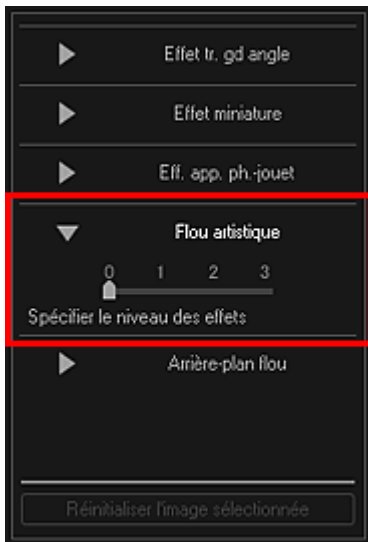 Effet tr. gd angle
Effet miniature
Eff. app. ph.-jouet
Flou artistique
0 1 2 3
Spécifier le niveau des effets
Arrière-plan flou
Réinitialiser l'image sélectionnée